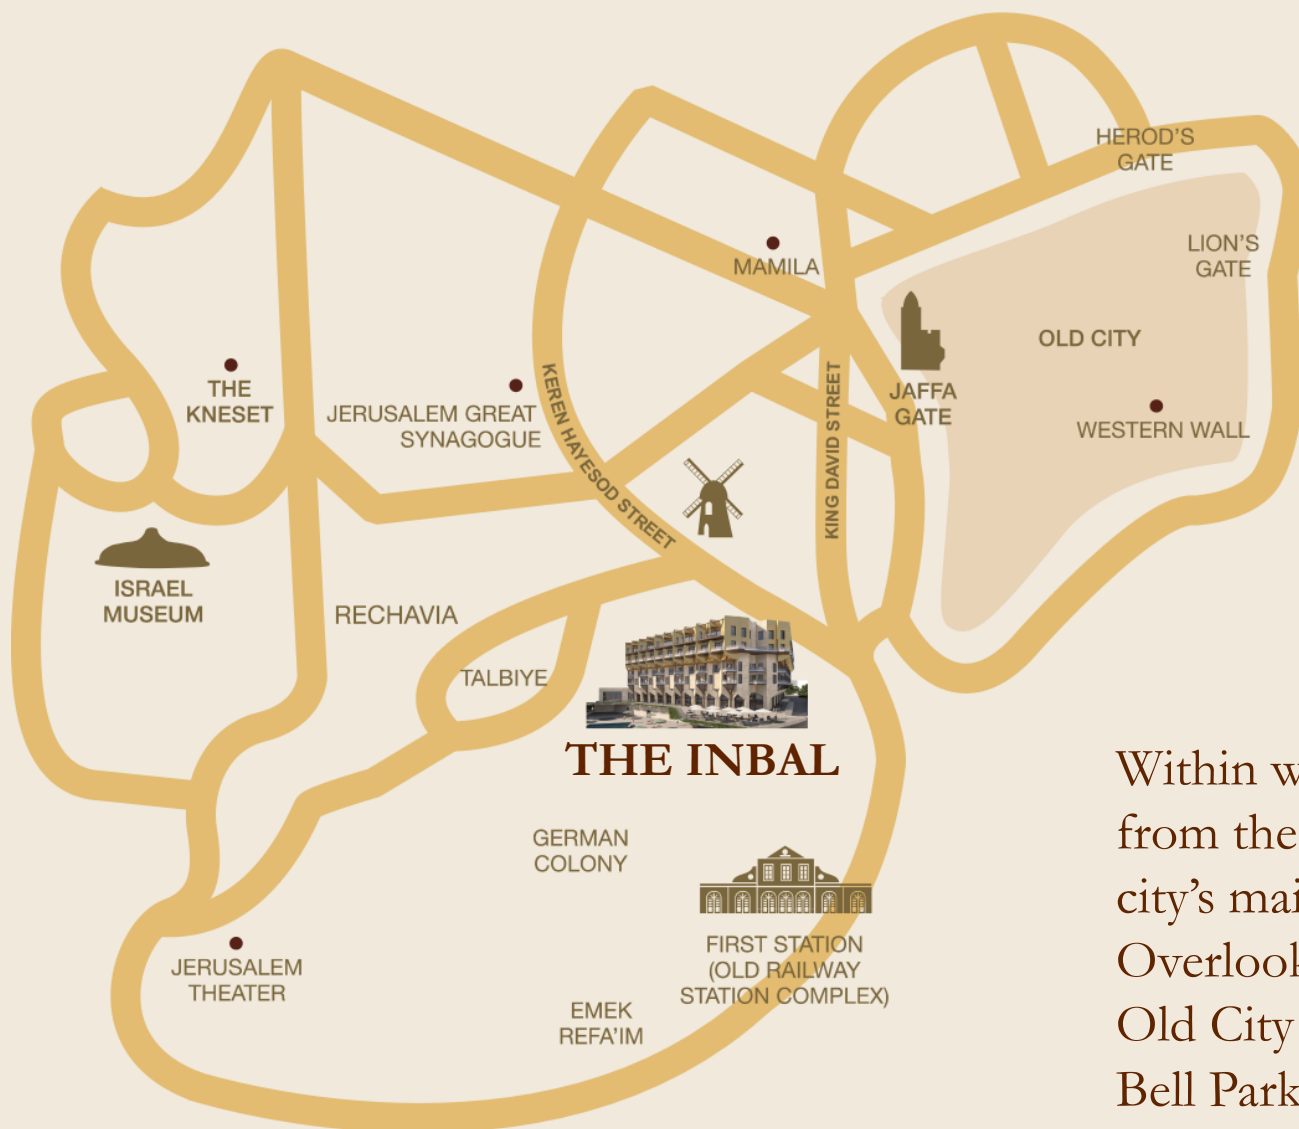 HEROD'S
GATE
LION'S
GATE
MAMILA
OLD CITY
THE
KNESET
JERUSALEM GREAT
SYNAGOGUE
KEREN HAYESOD STREET
KING DAVID STREET
JAFFA
GATE
WESTERN WALL
ISRAEL
MUSEUM
RECHAVIA
TALBIYE
THE INBAL
GERMAN
COLONY
FIRST STATION
(OLD RAILWAY
STATION COMPLEX)
JERUSALEM
THEATER
EMEK
REFA'IM
Within
from the
city's
Old City
Bell Park